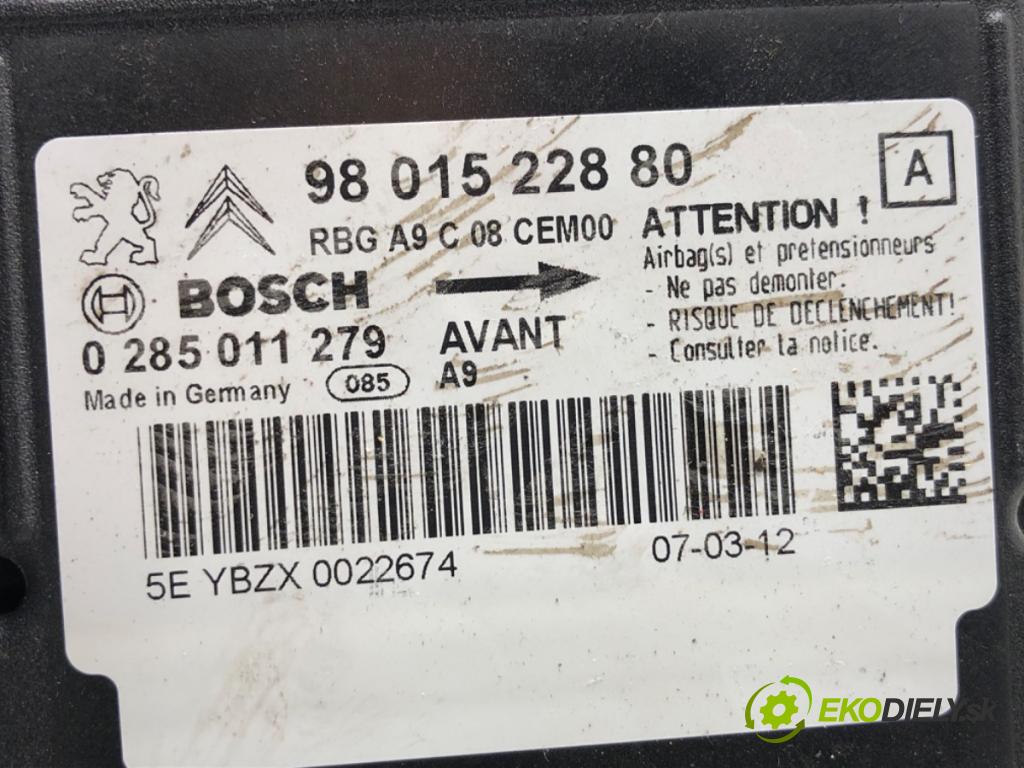 98 015 228 80
A
RBG A9 C 08 CEM00
ATTENTION !
Airbag(s) et pretensionneurs
- Ne pas demonter.
- RISQUE DE DECLENCHEMENT!
- Consulter la notice.
BOSCH
0 285 011 279
AVANT
Made in Germany
085
A9
5E YBZX 0022674
07-03-12
EKODIELY.sk